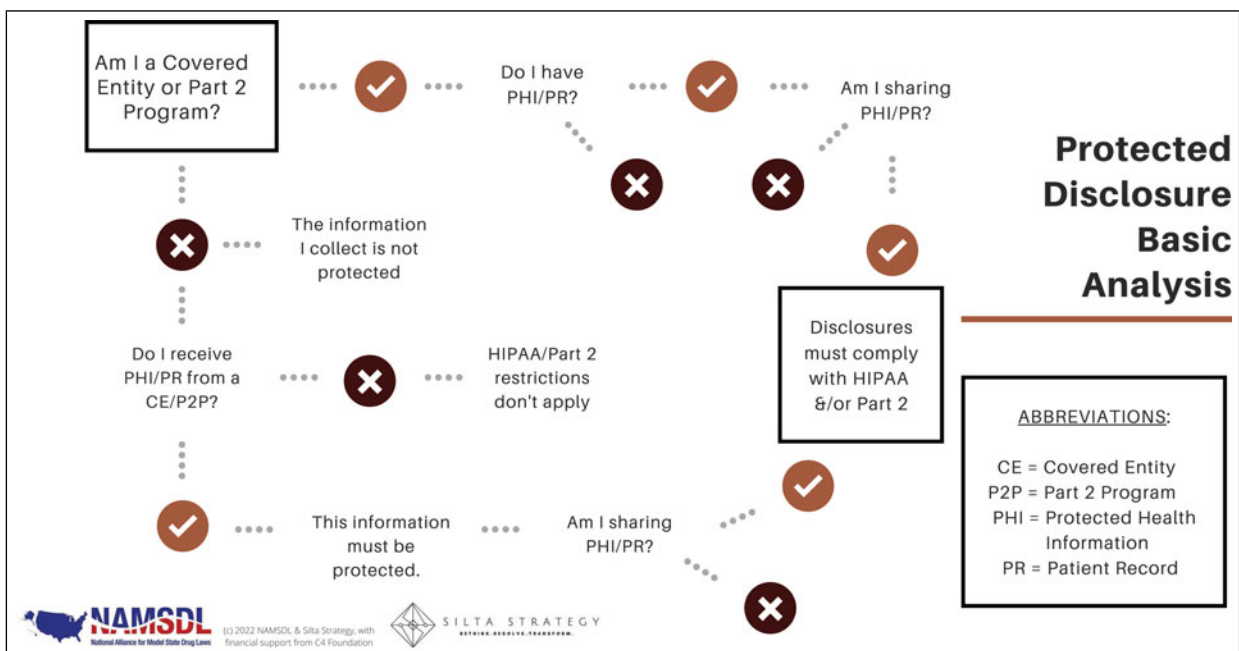 Am I a Covered
Entity or Part 2
Program?
Do I have
PHI/PR?
Am I sharing
PHI/PR?
Protected
Disclosure
Basic
Analysis
The information
I collect is not
protected
Do I receive
PHI/PR from a
CE/P2P?
HIPAA/Part 2
restrictions
don't apply
Disclosures
must comply
with HIPAA
&/or Part 2
ABBREVIATIONS:
CE = Covered Entity
P2P = Part 2 Program
PHI = Protected Health
Information
PR = Patient Record
This information
must be
protected.
Am I sharing
PHI/PR?
NAMSDL
National Alliance for Model State Drug Laws
(c) 2022 NAMSDL & Silta Strategy, with
financial support from C4 Foundation
SILTA STRATEGY
RETHINK.RESOLVE.TRANSFORM.